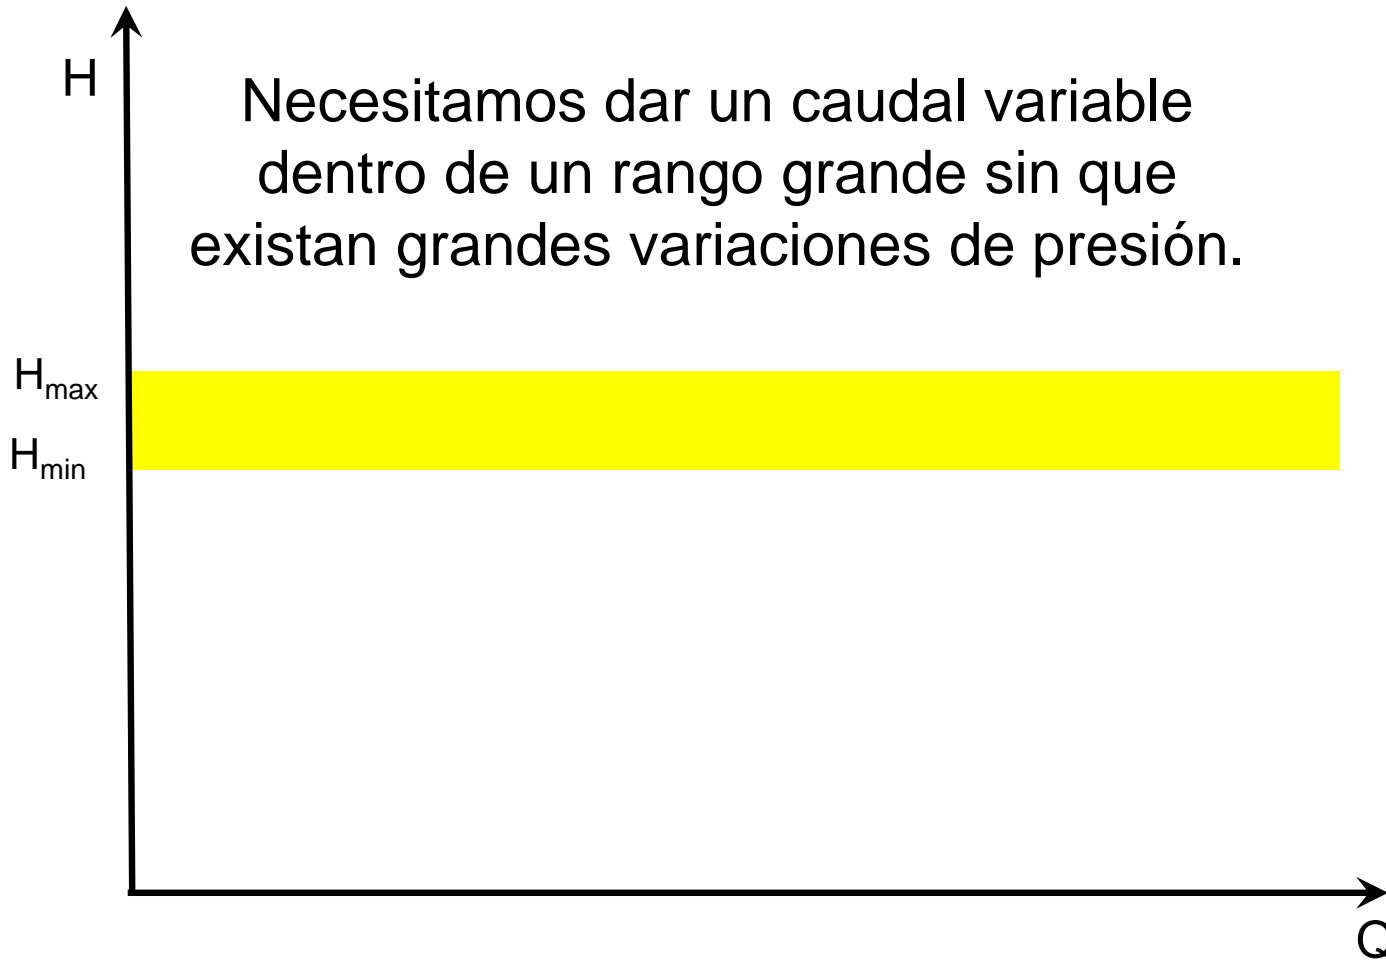 H
Necesitamos dar un caudal variable
dentro de un rango grande sin que
existan grandes variaciones de presión.
Hmax
Hmin
Q